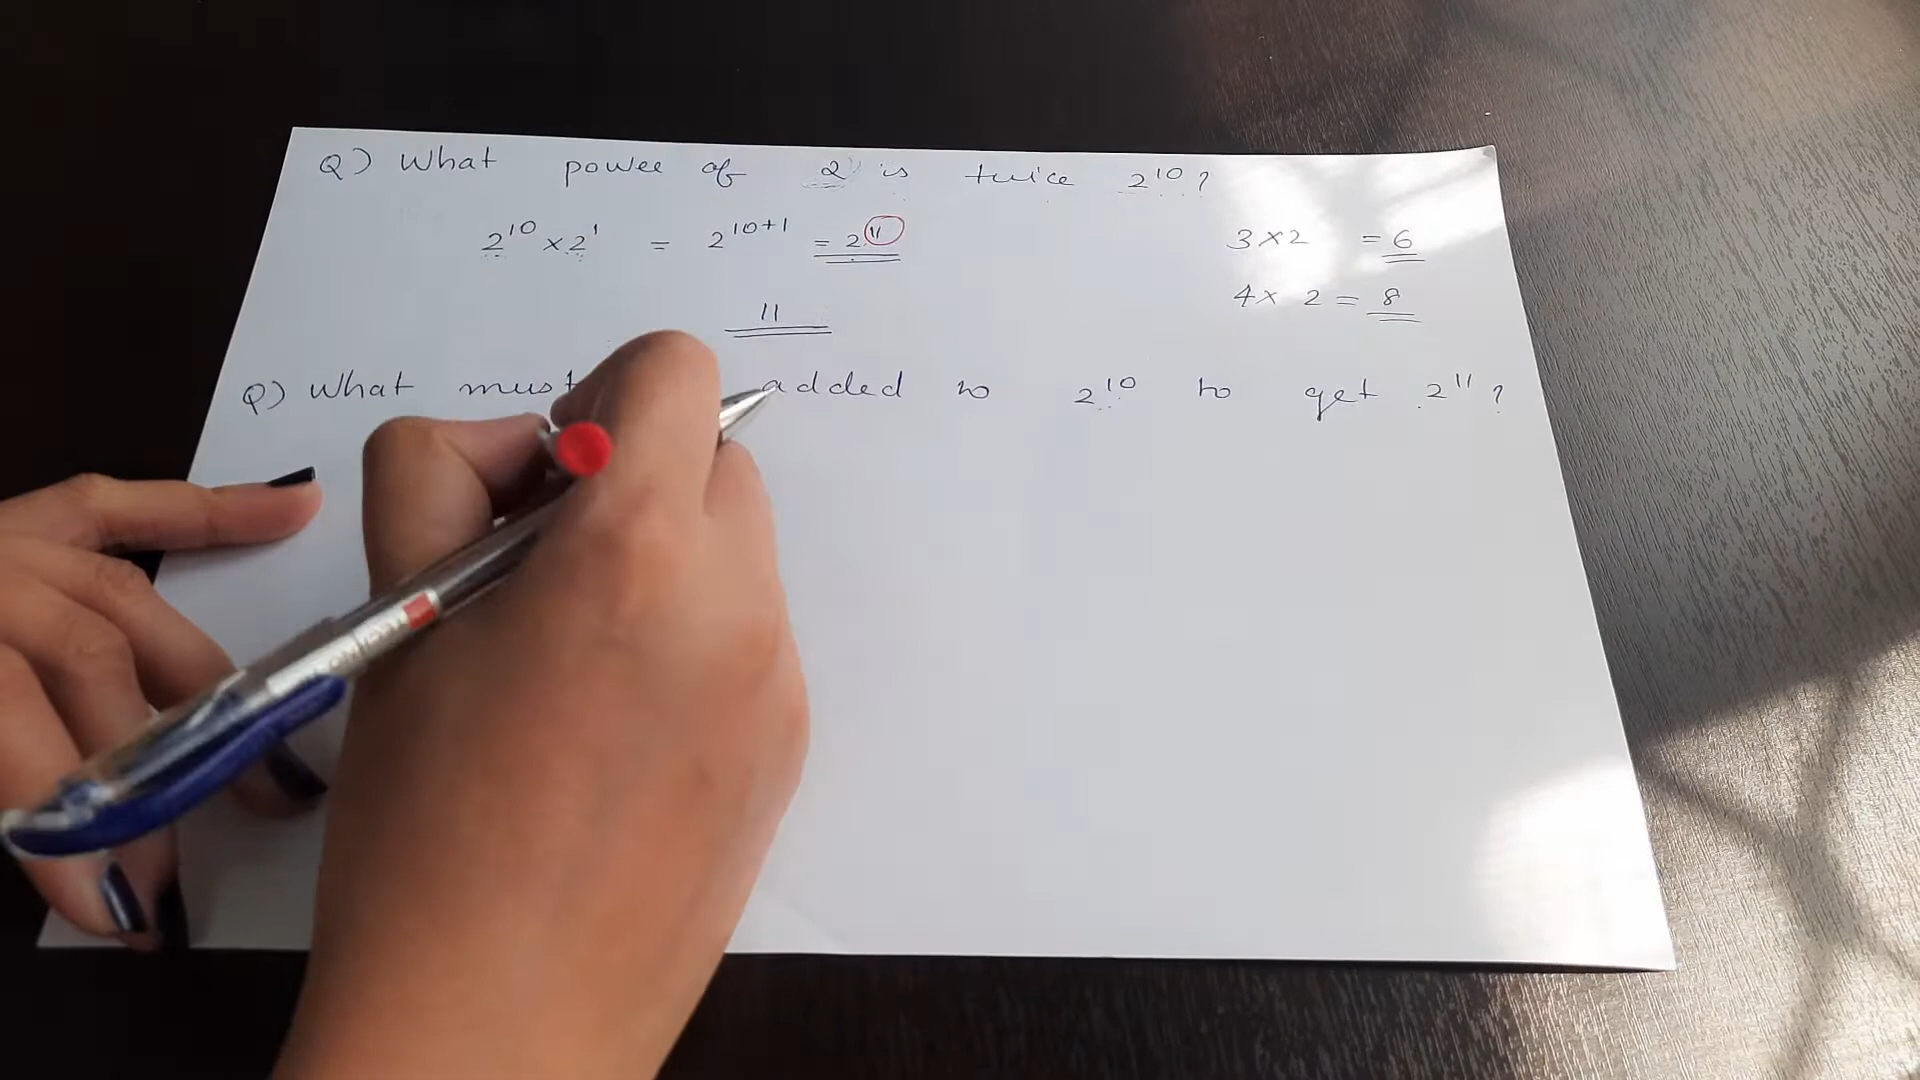 Q) What power of 2 is twice 2¹⁰?
2¹⁰ × 2¹ = 2¹⁰⁺¹ = 2¹¹
3 × 2 = 6
4 × 2 = 8
11
Q) What must added to 2¹⁰ to get 2¹¹?